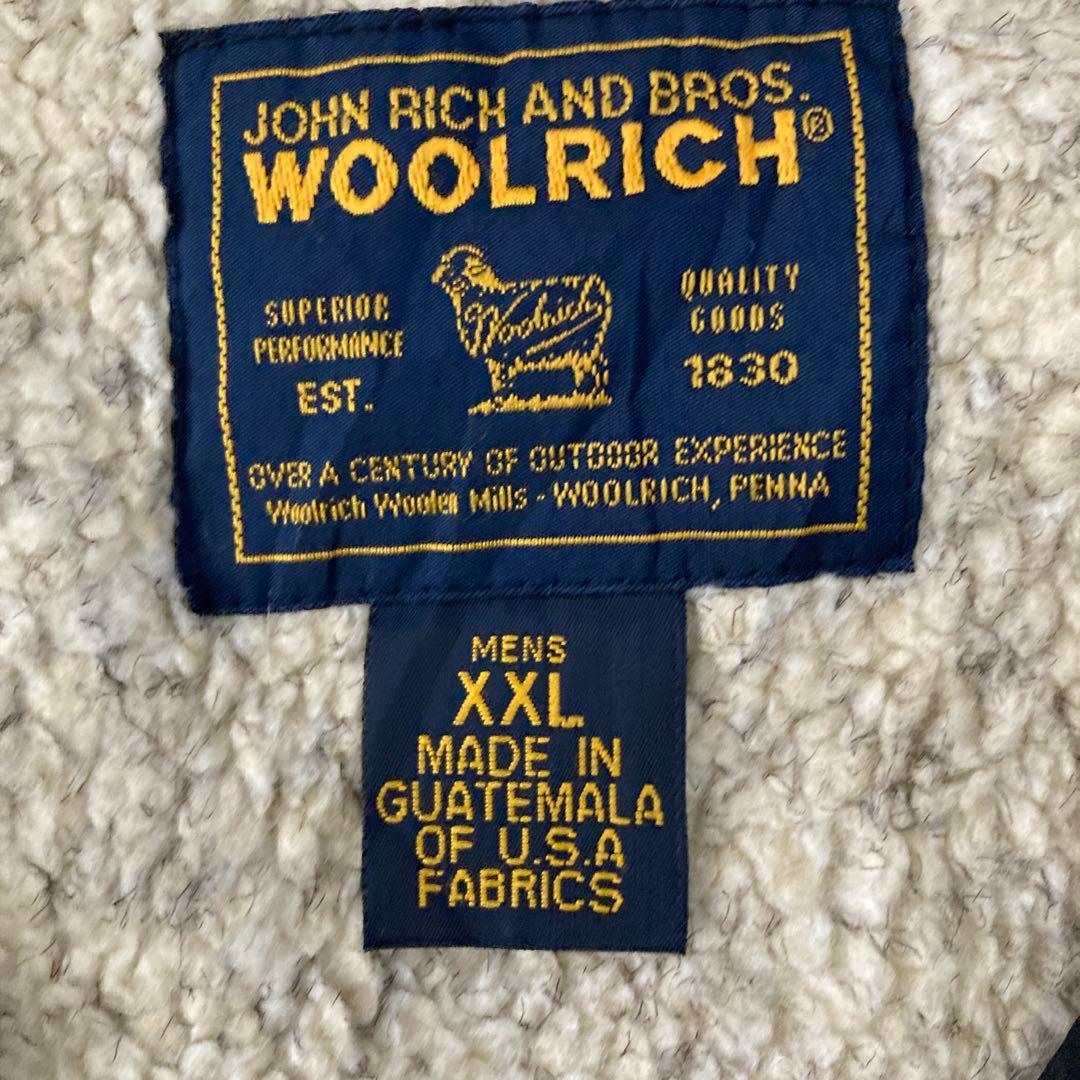 JOHN RICH AND BROS.
WOOLRICH®
SUPERIOR
PERFORMANCE
EST.
Woolrich
QUALITY
GOODS
1830
OVER A CENTURY OF OUTDOOR EXPERIENCE
Woolrich Woolen Mills - WOOLRICH, PENNA
MENS
XXL
MADE IN
GUATEMALA
OF U.S.A
FABRICS